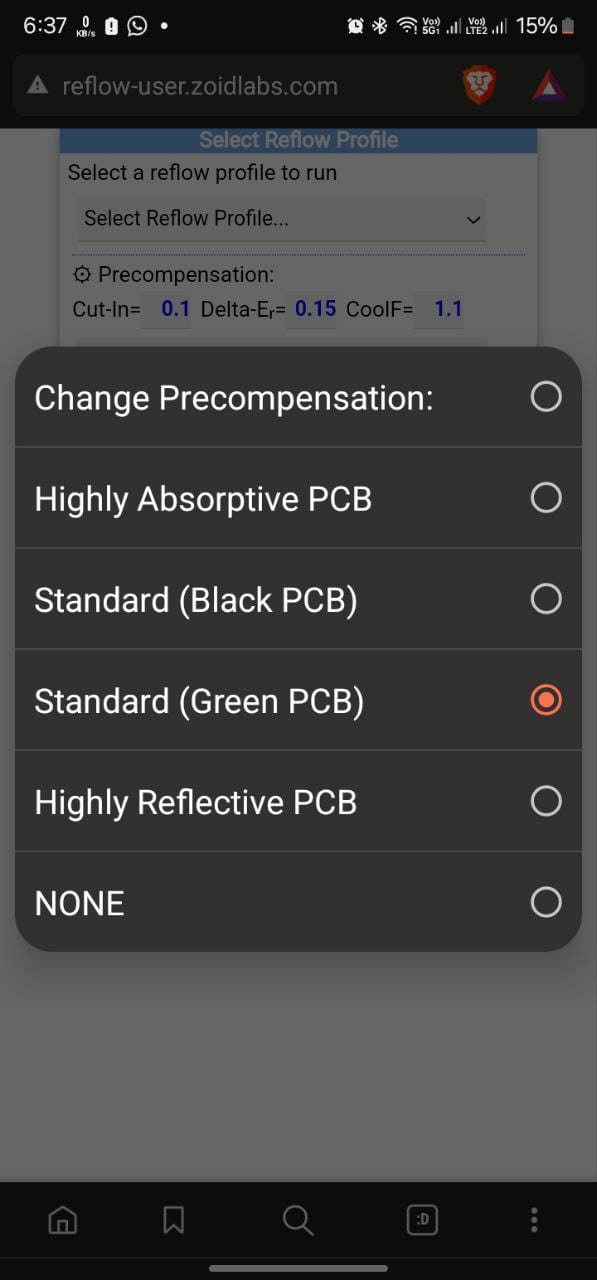 6:37 0 KB/s Vo)) 5G1 Vo)) LTE2 15%
reflow-user.zoidlabs.com
Select Reflow Profile
Select a reflow profile to run
Select Reflow Profile...
Precompensation:
Cut-In= 0.1 Delta-Eᵣ= 0.15 CoolF= 1.1
Change Precompensation:
Highly Absorptive PCB
Standard (Black PCB)
Standard (Green PCB)
Highly Reflective PCB
NONE
:D